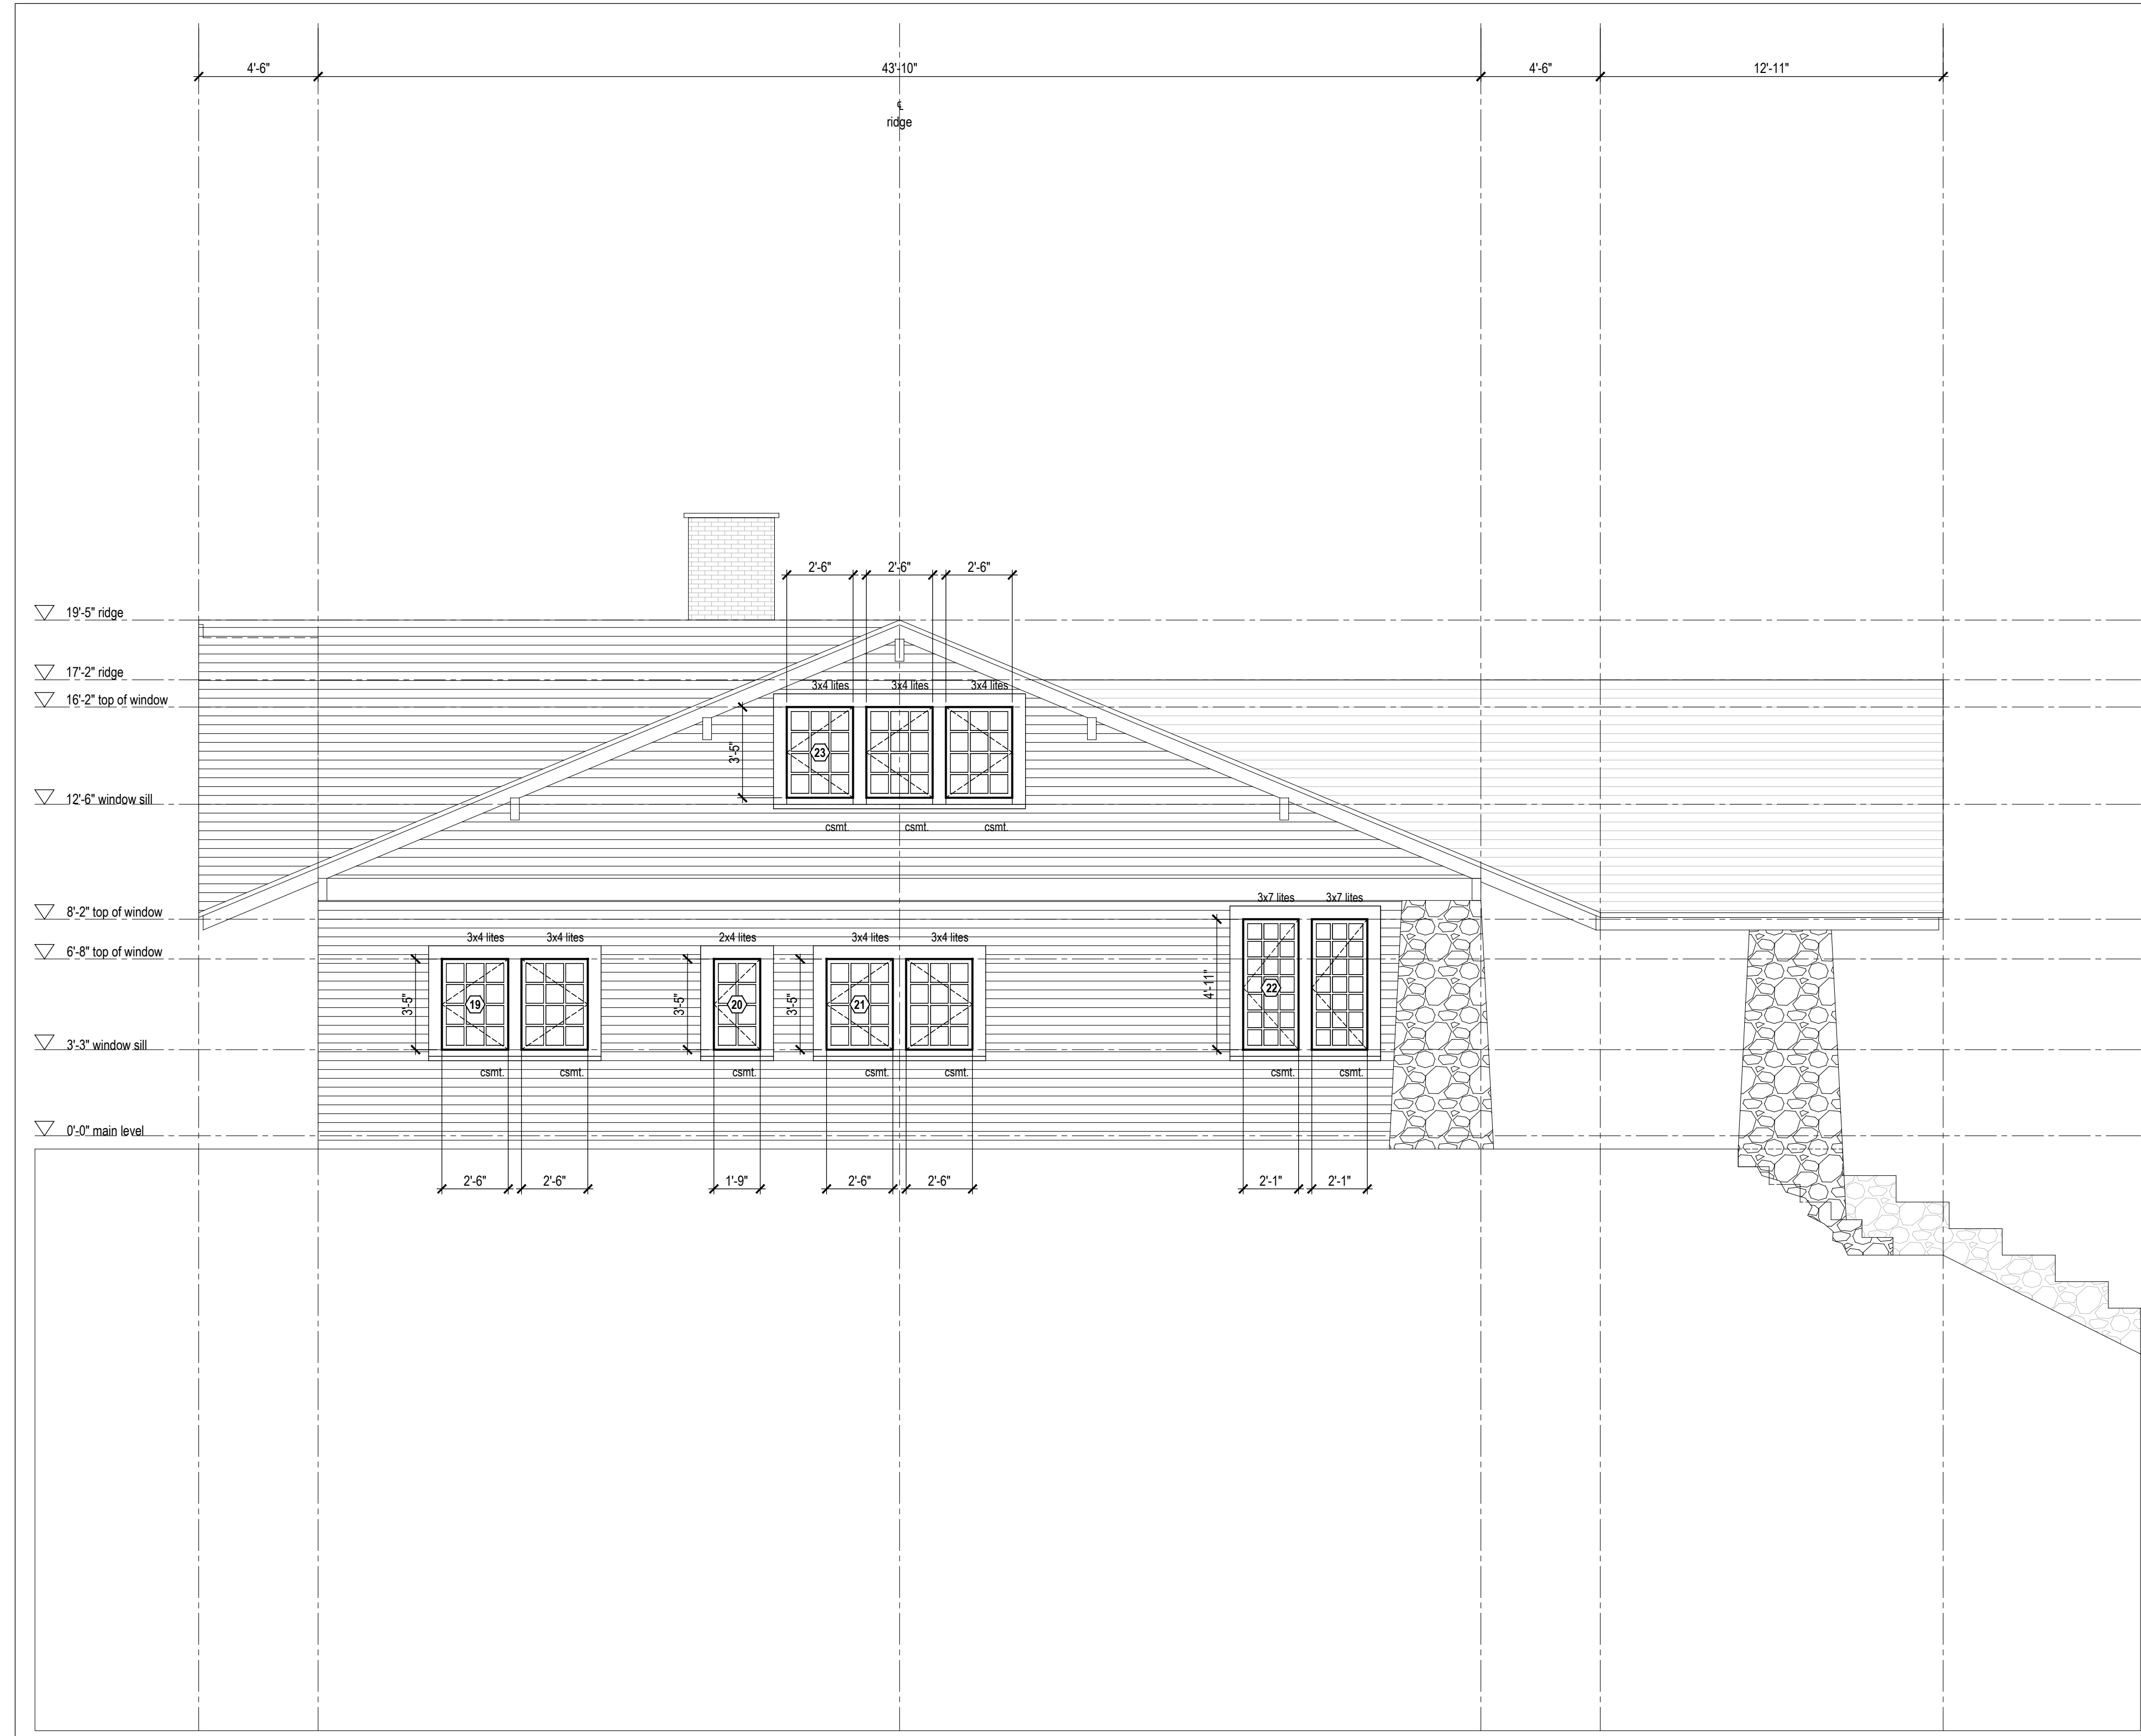 4'-6" 43'-10" 4'-6" 12'-11"
℄
ridge
2'-6" 2'-6" 2'-6"
19'-5" ridge
17'-2" ridge
3x4 lites 3x4 lites 3x4 lites
16'-2" top of window
3'-5"
23
12'-6" window sill
csmt. csmt. csmt.
3x7 lites 3x7 lites
8'-2" top of window
3x4 lites 3x4 lites 2x4 lites 3x4 lites 3x4 lites
6'-8" top of window
3'-5" 3'-5" 3'-5" 4'-11"
19 20 21 22
3'-3" window sill
csmt. csmt. csmt. csmt. csmt. csmt. csmt.
0'-0" main level
2'-6" 2'-6" 1'-9" 2'-6" 2'-6" 2'-1" 2'-1"